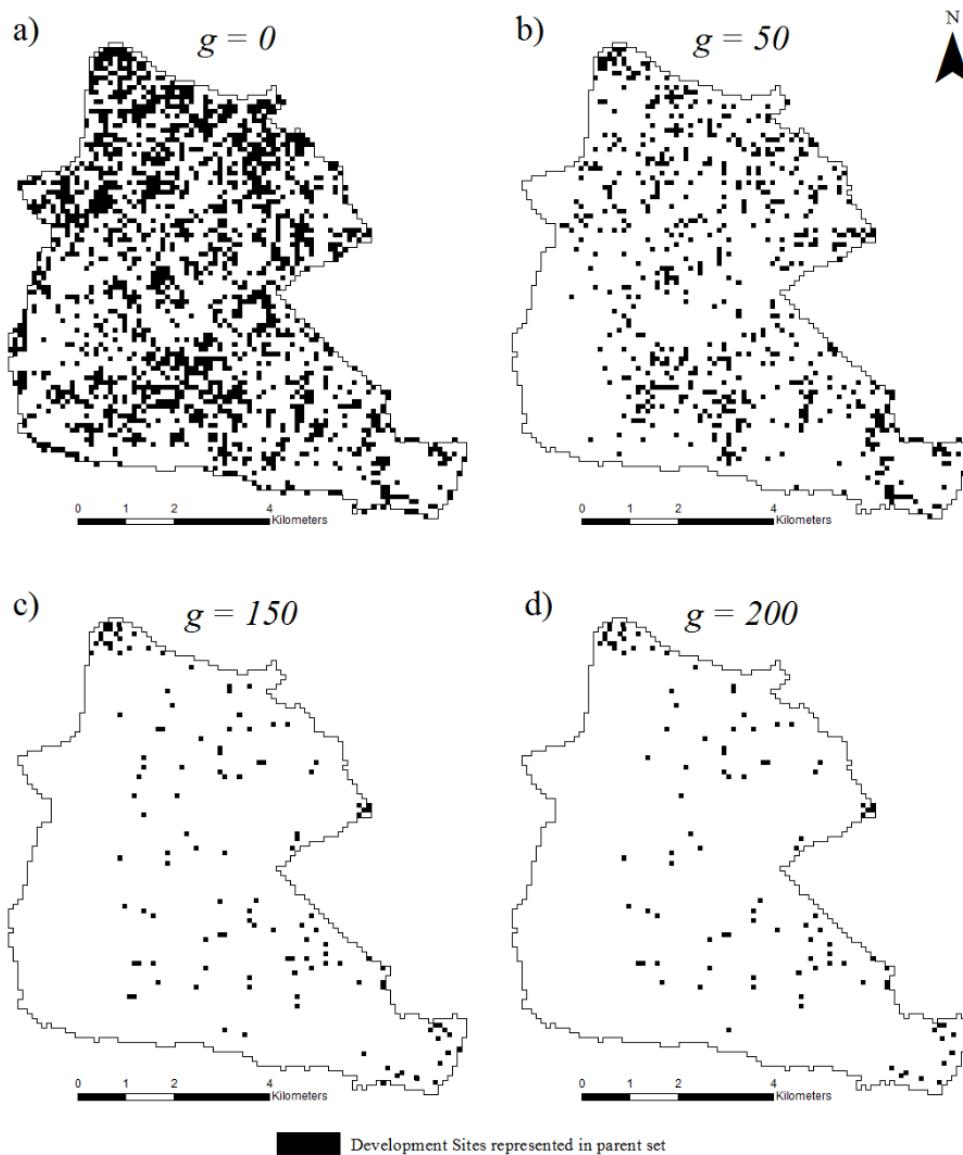 a) g = 0
b) g = 50
N
0 1 2 4
Kilometers
0 1 2 4
Kilometers
c) g = 150
d) g = 200
0 1 2 4
Kilometers
0 1 2 4
Kilometers
Development Sites represented in parent set